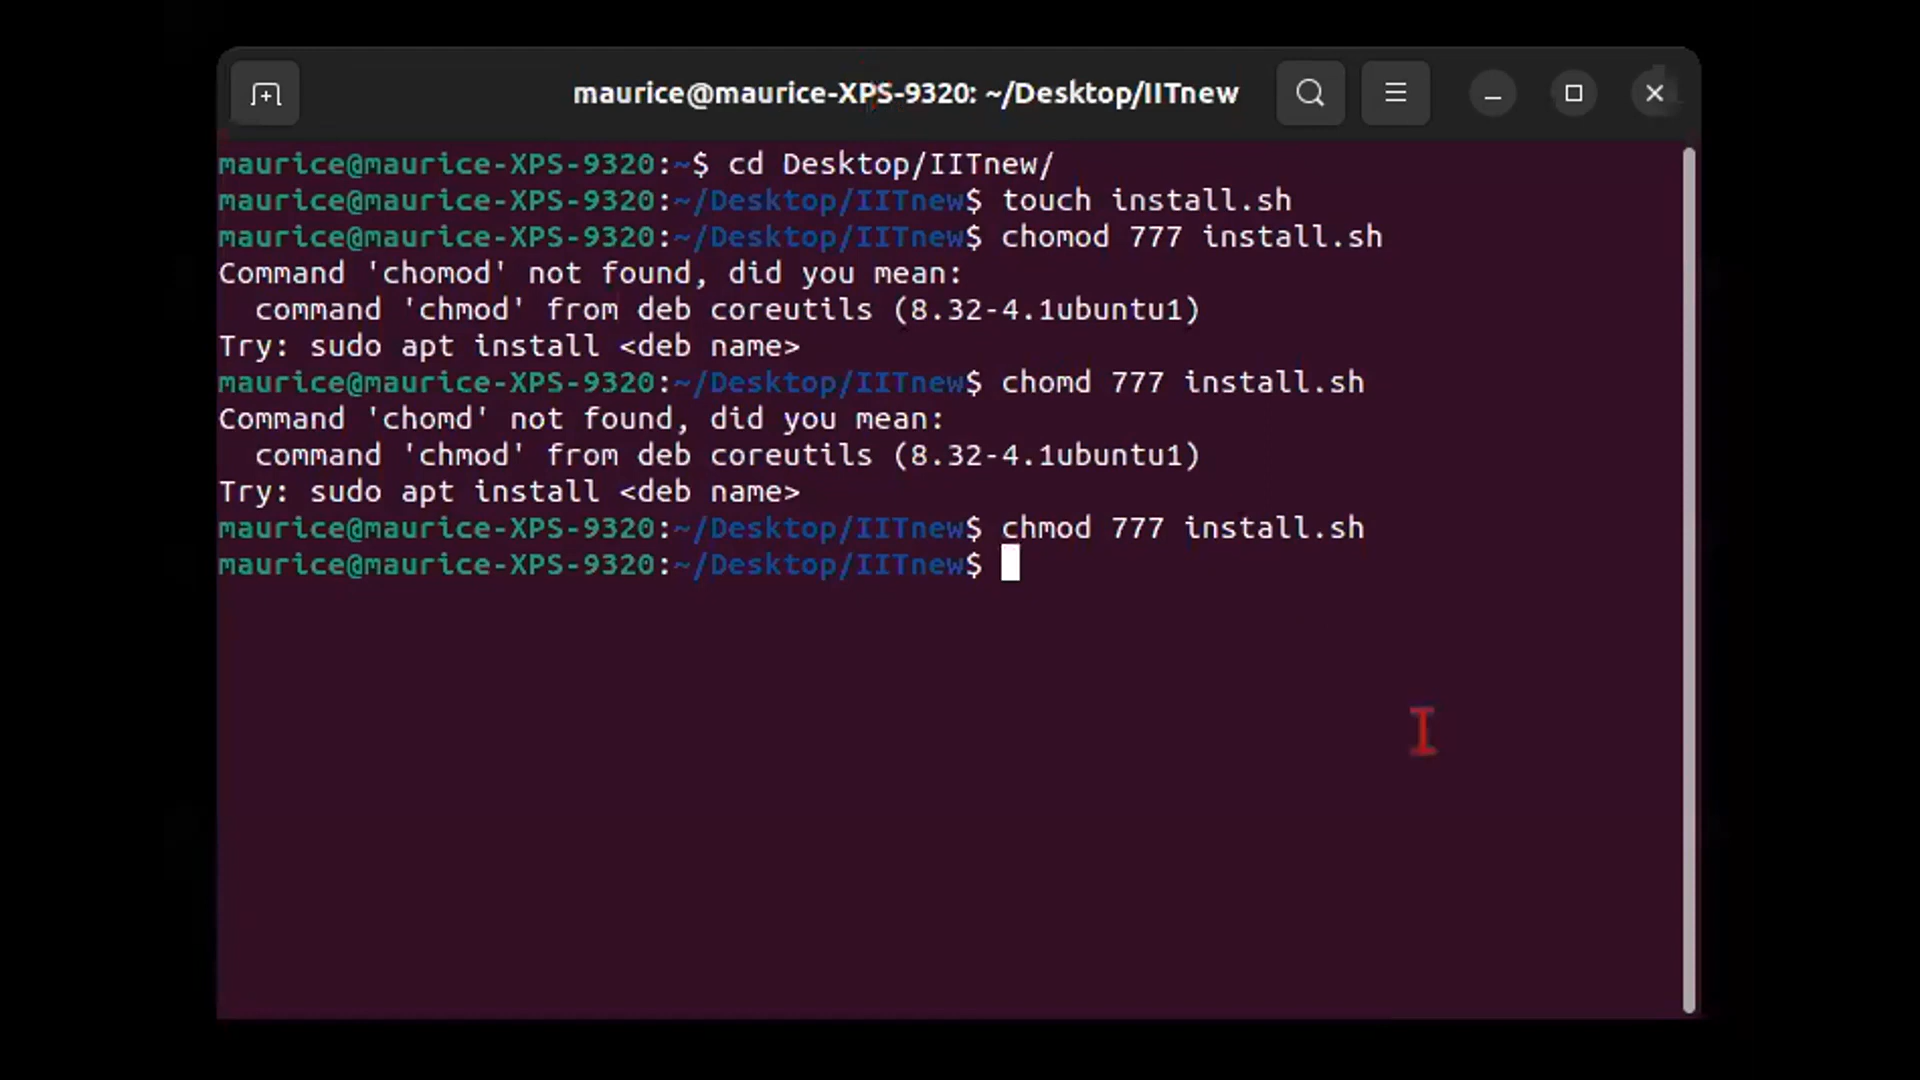 maurice@maurice-XPS-9320: ~/Desktop/IITnew
maurice@maurice-XPS-9320:~$ cd Desktop/IITnew/
maurice@maurice-XPS-9320:~/Desktop/IITnew$ touch install.sh
maurice@maurice-XPS-9320:~/Desktop/IITnew$ chomod 777 install.sh
Command 'chomod' not found, did you mean:
  command 'chmod' from deb coreutils (8.32-4.1ubuntu1)
Try: sudo apt install <deb name>
maurice@maurice-XPS-9320:~/Desktop/IITnew$ chomd 777 install.sh
Command 'chomd' not found, did you mean:
  command 'chmod' from deb coreutils (8.32-4.1ubuntu1)
Try: sudo apt install <deb name>
maurice@maurice-XPS-9320:~/Desktop/IITnew$ chmod 777 install.sh
maurice@maurice-XPS-9320:~/Desktop/IITnew$